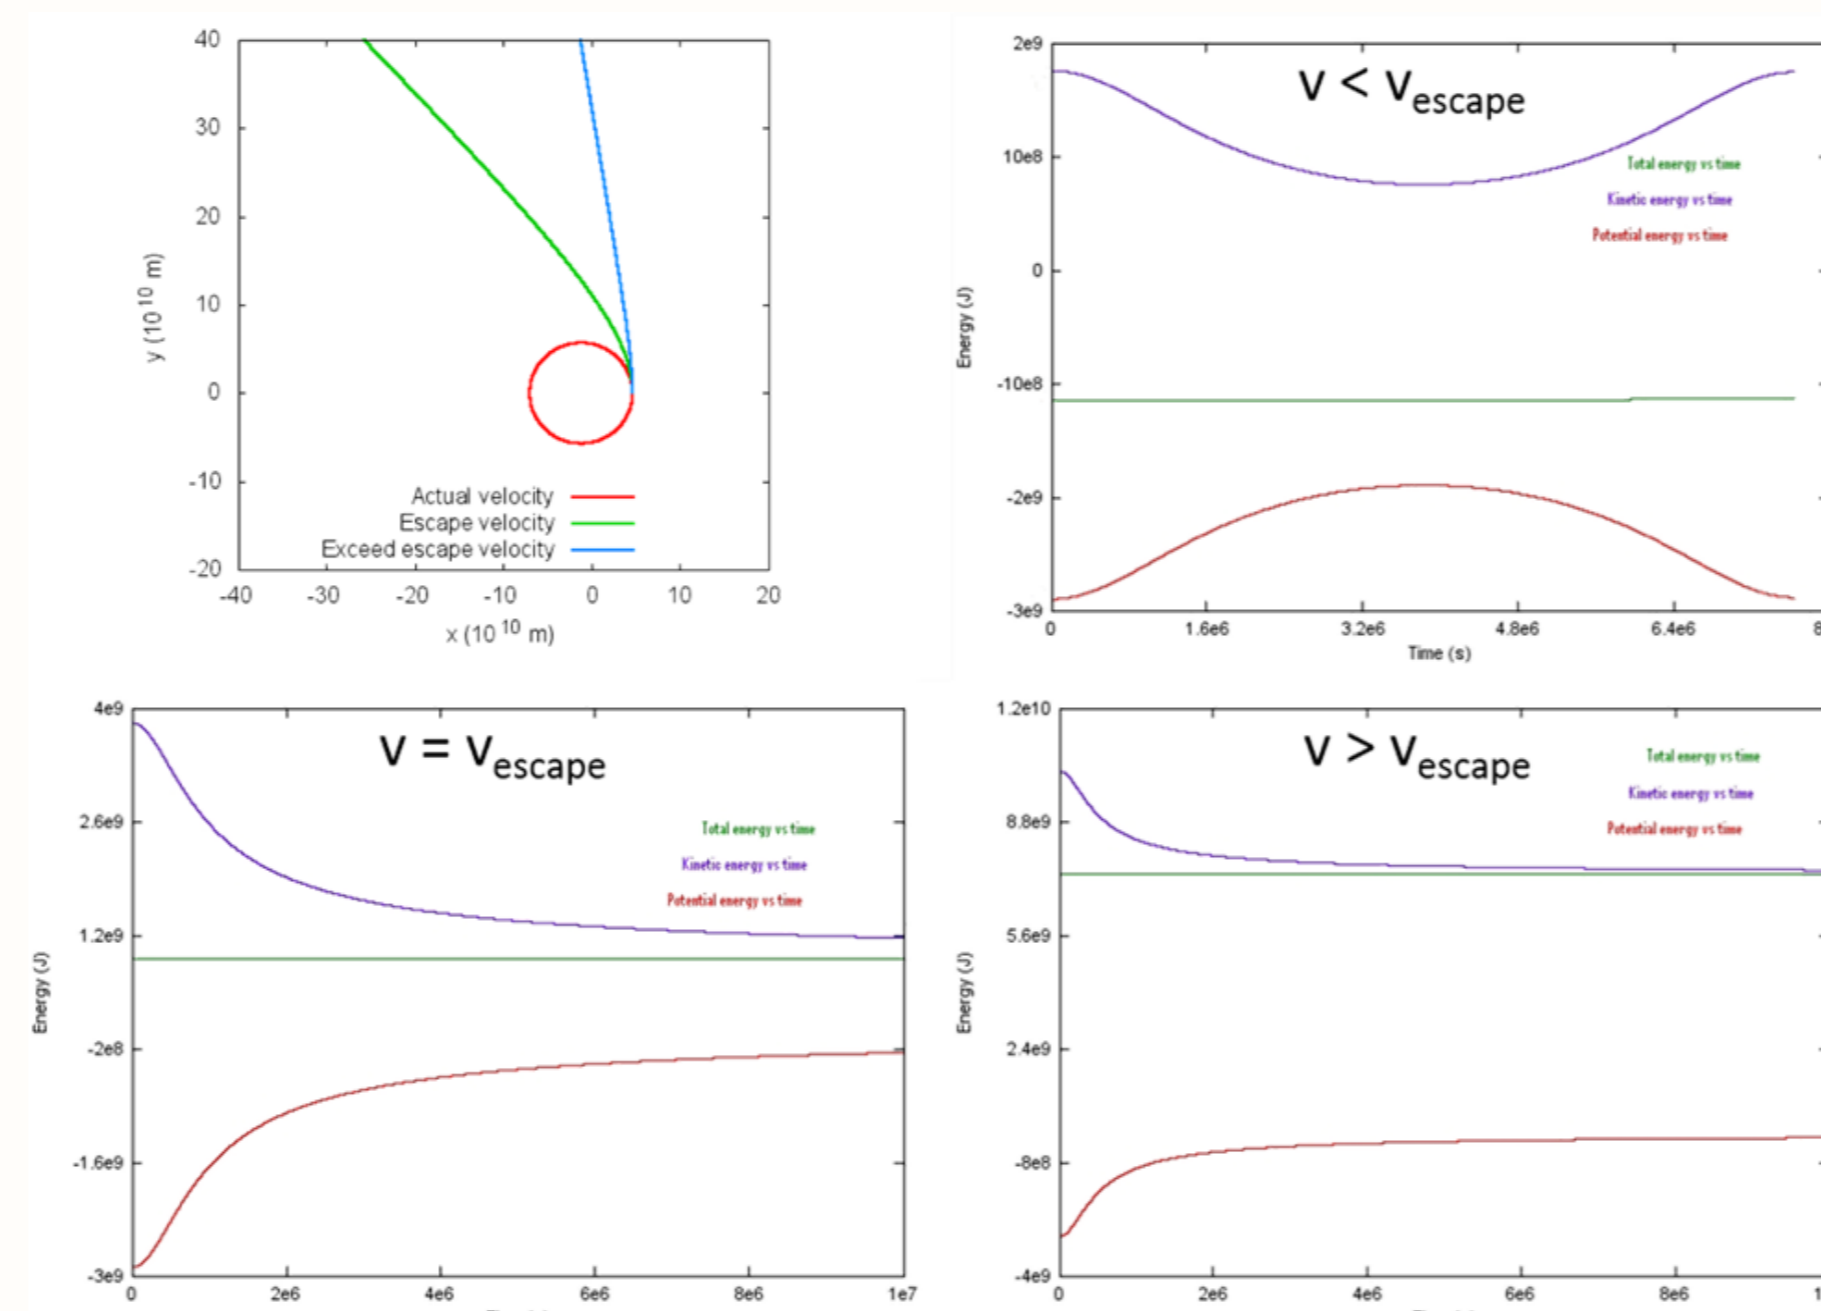 40
30
20
10
0
-10
-20
y (10 10 m)
Actual velocity
Escape velocity
Exceed escape velocity
-40 -30 -20 -10 0 10 20
x (10 10 m)
v < vescape
2e9
10e8
0
-10e8
-2e9
-3e9
Energy (J)
Total energy vs time
Kinetic energy vs time
Potential energy vs time
0 1.6e6 3.2e6 4.8e6 6.4e6
Time (s)
v = vescape
4e9
2.6e9
1.2e9
-2e8
-1.6e9
-3e9
Energy (J)
Total energy vs time
Kinetic energy vs time
Potential energy vs time
0 2e6 4e6 6e6 8e6 1e7
v > vescape
1.2e10
8.8e9
5.6e9
2.4e9
-8e8
-4e9
Energy (J)
Total energy vs time
Kinetic energy vs time
Potential energy vs time
0 2e6 4e6 6e6 8e6